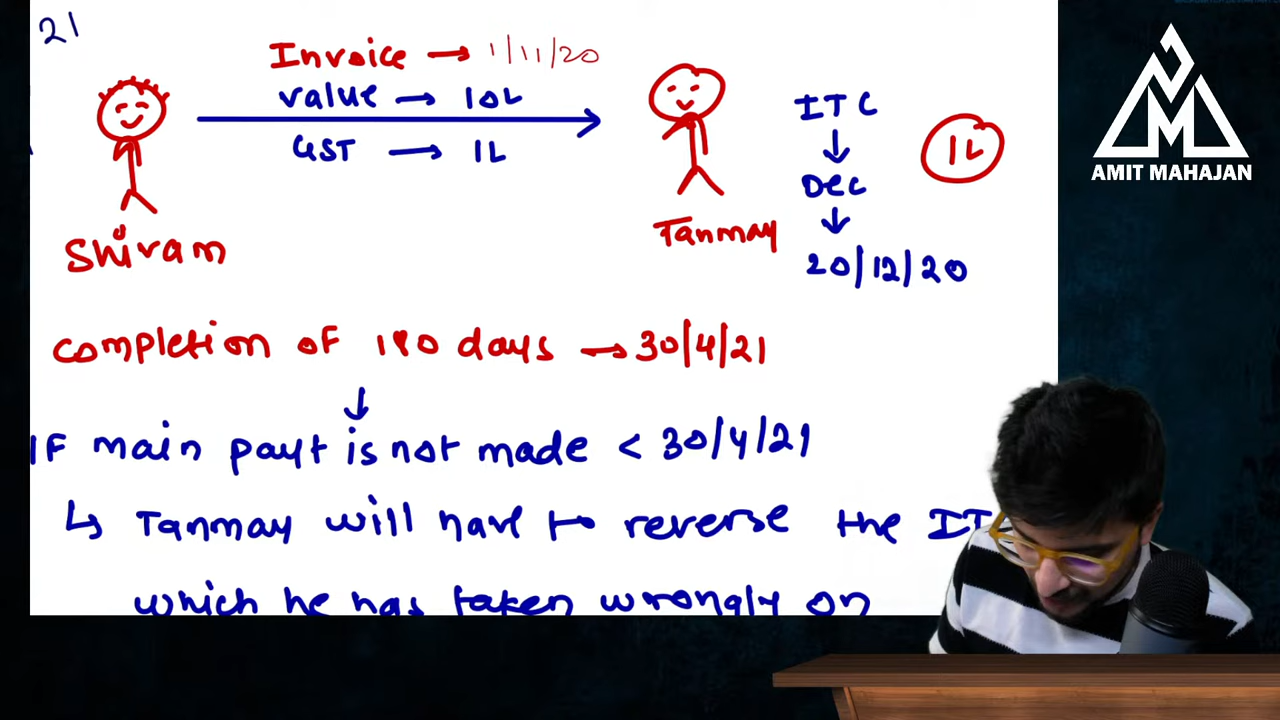 21
Invoice → 1/11/20
value → 10L
GST → 1L
Shivam
Tanmay
ITC
↓
DEC
↓
20/12/20
1L
AMIT MAHAJAN
completion of 180 days → 30/4/21
↓
IF main payt is not made < 30/4/21
↳ Tanmay will have to reverse the
which he has taken wrongly on